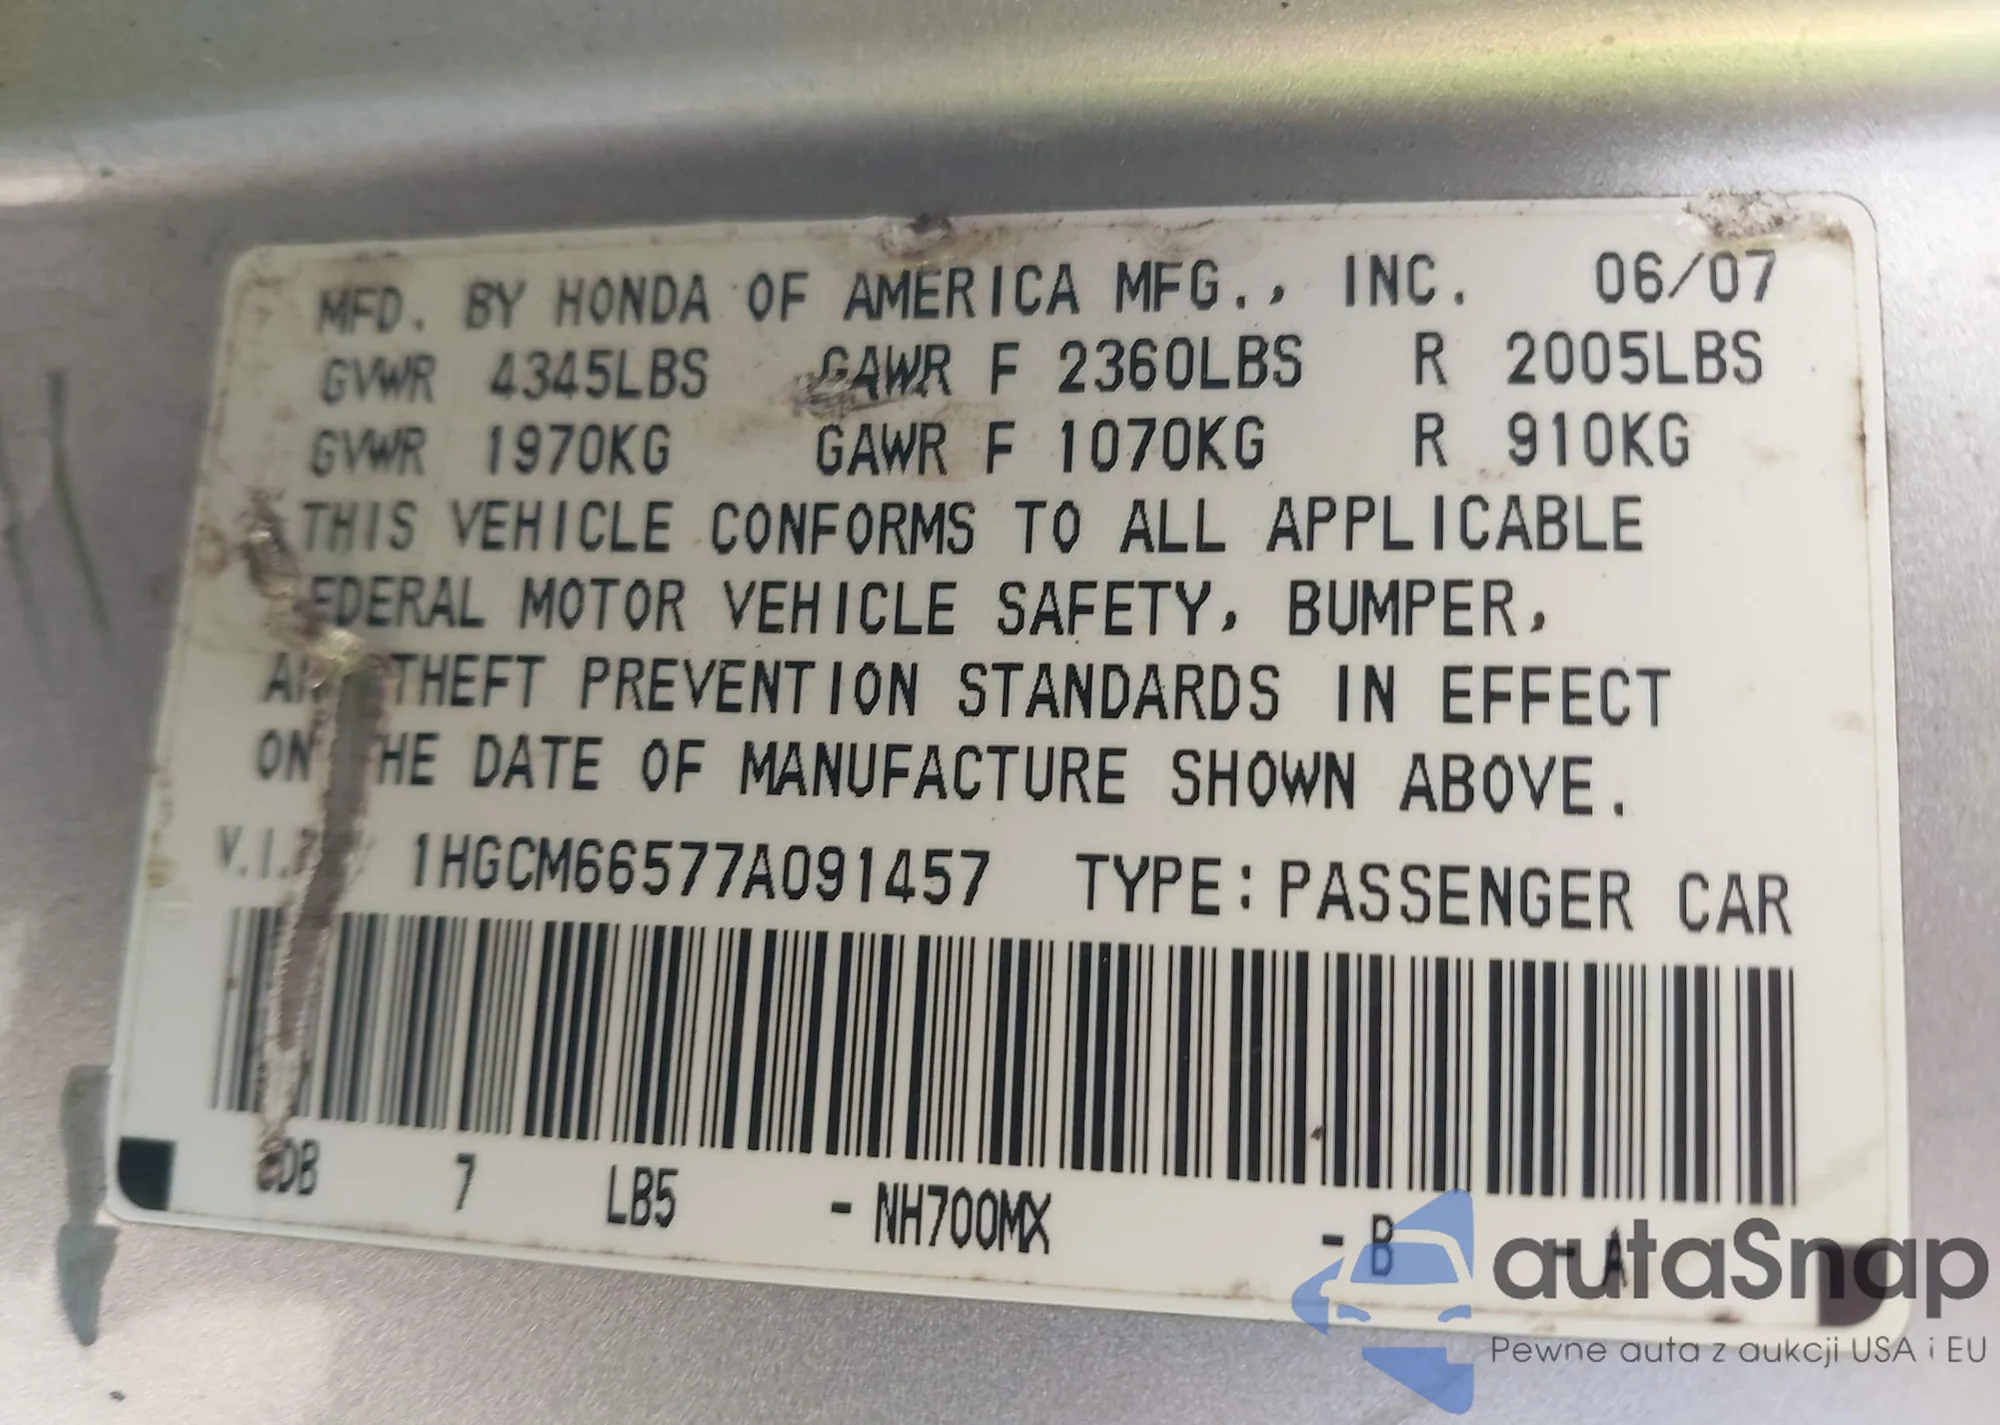 MFD. BY HONDA OF AMERICA MFG., INC. 06/07
GVWR 4345LBS GAWR F 2360LBS R 2005LBS
GVWR 1970KG GAWR F 1070KG R 910KG
THIS VEHICLE CONFORMS TO ALL APPLICABLE
FEDERAL MOTOR VEHICLE SAFETY, BUMPER,
THEFT PREVENTION STANDARDS IN EFFECT
ON THE DATE OF MANUFACTURE SHOWN ABOVE.
V.I. 1HGCM66577A091457 TYPE: PASSENGER CAR
7 LB5 - NH700MX - B - A
autaSnap
Pewne auta z aukcji USA i EU